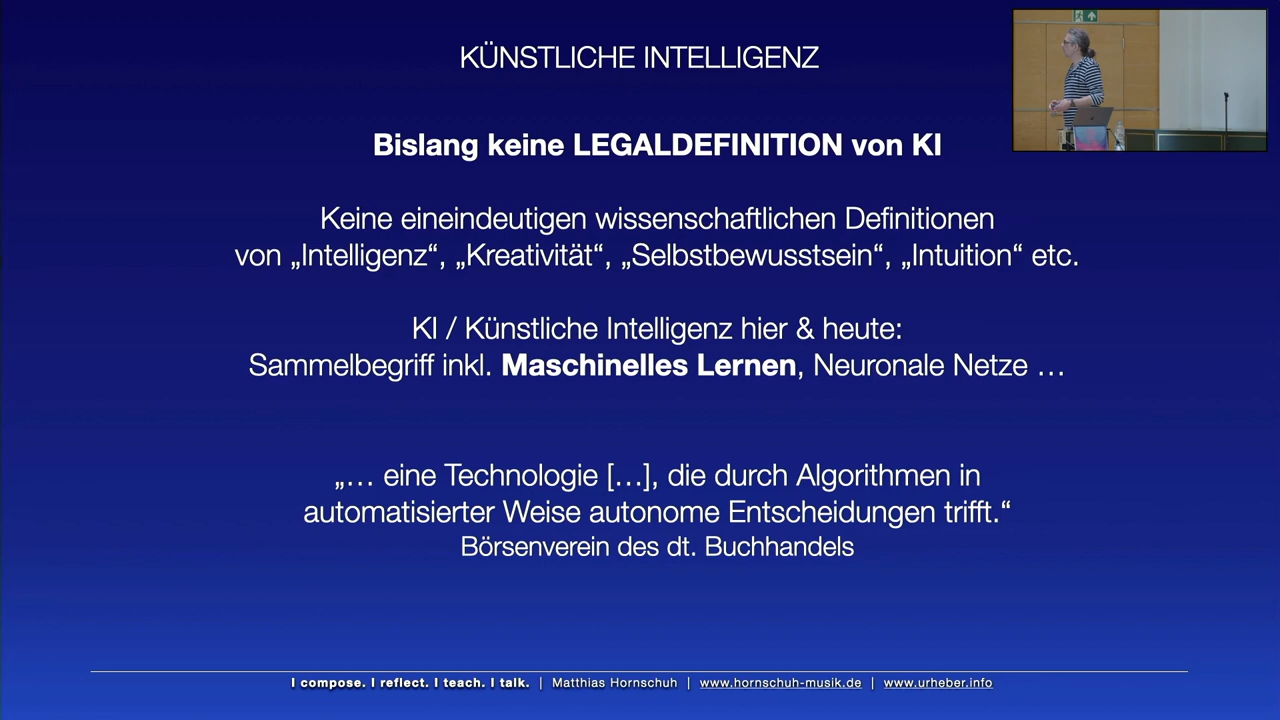 KÜNSTLICHE INTELLIGENZ
Bislang keine LEGALDEFINITION von KI
Keine eineindeutigen wissenschaftlichen Definitionen
von „Intelligenz“, „Kreativität“, „Selbstbewusstsein“, „Intuition“ etc.
KI / Künstliche Intelligenz hier & heute:
Sammelbegriff inkl. Maschinelles Lernen, Neuronale Netze …
„… eine Technologie […], die durch Algorithmen in
automatisierter Weise autonome Entscheidungen trifft.“
Börsenverein des dt. Buchhandels
I compose. I reflect. I teach. I talk. | Matthias Hornschuh | www.hornschuh-musik.de | www.urheber.info